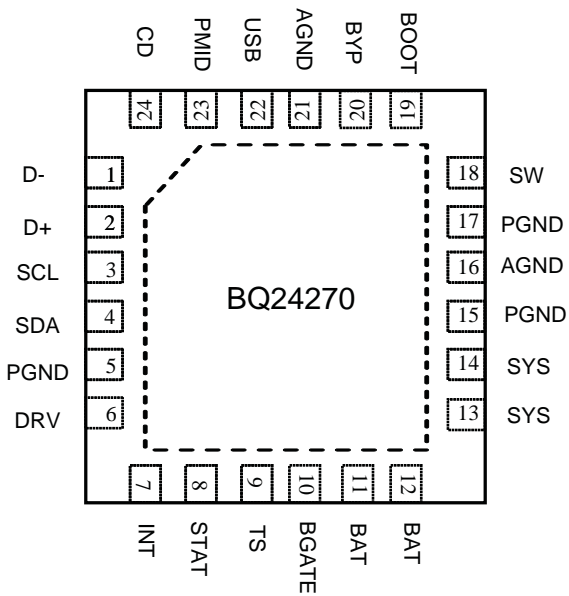 CD PMID USB AGND BYP BOOT
24 23 22 21 20 19
D- 1
D+ 2
SCL 3
SDA 4
PGND 5
DRV 6
BQ24270
18 SW
17 PGND
16 AGND
15 PGND
14 SYS
13 SYS
7 8 9 10 11 12
INT STAT TS BGATE BAT BAT